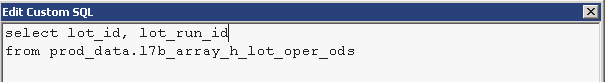 Edit Custom SQL
select lot_id, lot_run_id
from prod_data.l7b_array_h_lot_oper_ods